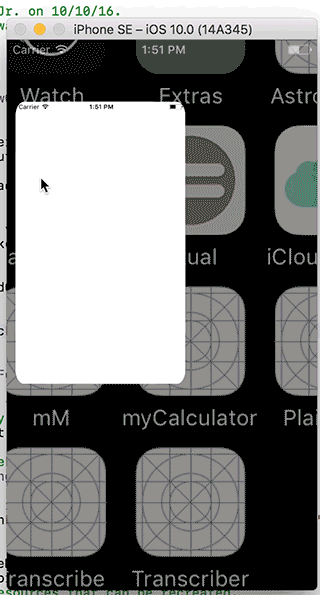 Jr. on 10/10/16.
iPhone SE – iOS 10.0 (14A345)
Carrier 1:51 PM
Watch Extras Astro
Carrier 1:51 PM
ual iClou
mM myCalculator Plai
ranscribe Transcriber
resources that can be recreated.